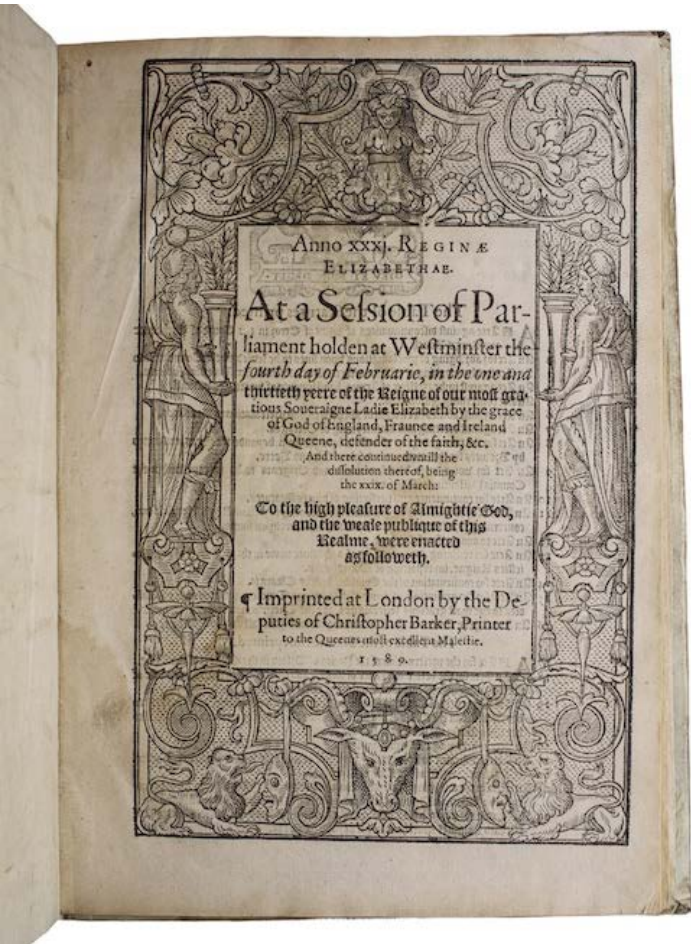 Anno xxxj. REGINÆ
ELIZABETHAE.
At a Seſsion of Par-
liament holden at Weſtminſter the
fourth day of Februarie, in the one and
thirtieth yeere of the Reigne of our moſt gra-
tious Soueraigne Ladie Elizabeth by the grace
of God of England, Fraunce and Ireland
Queene, defender of the faith, &c.
And there continued vntill the
diſſolution thereof, being
the xxix. of March:
To the high pleaſure of Almightie God,
and the weale publique of this
Realme, were enacted
as followeth.
¶ Imprinted at London by the De-
puties of Chriſtopher Barker, Printer
to the Queenes moſt excellent Maieſtie.
1589.